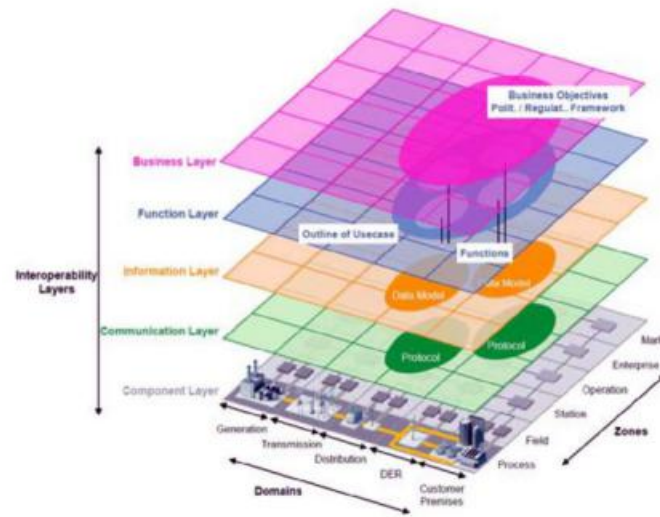 Business Objectives
Polit. / Regulat.. Framework
Business Layer
Function Layer
Outline of Usecase
Functions
Interoperability
Layers
Information Layer
Data Model
Data Model
Communication Layer
Protocol
Protocol
Component Layer
Market
Enterprise
Operation
Station
Field
Process
Zones
Generation
Transmission
Distribution
DER
Customer
Premises
Domains